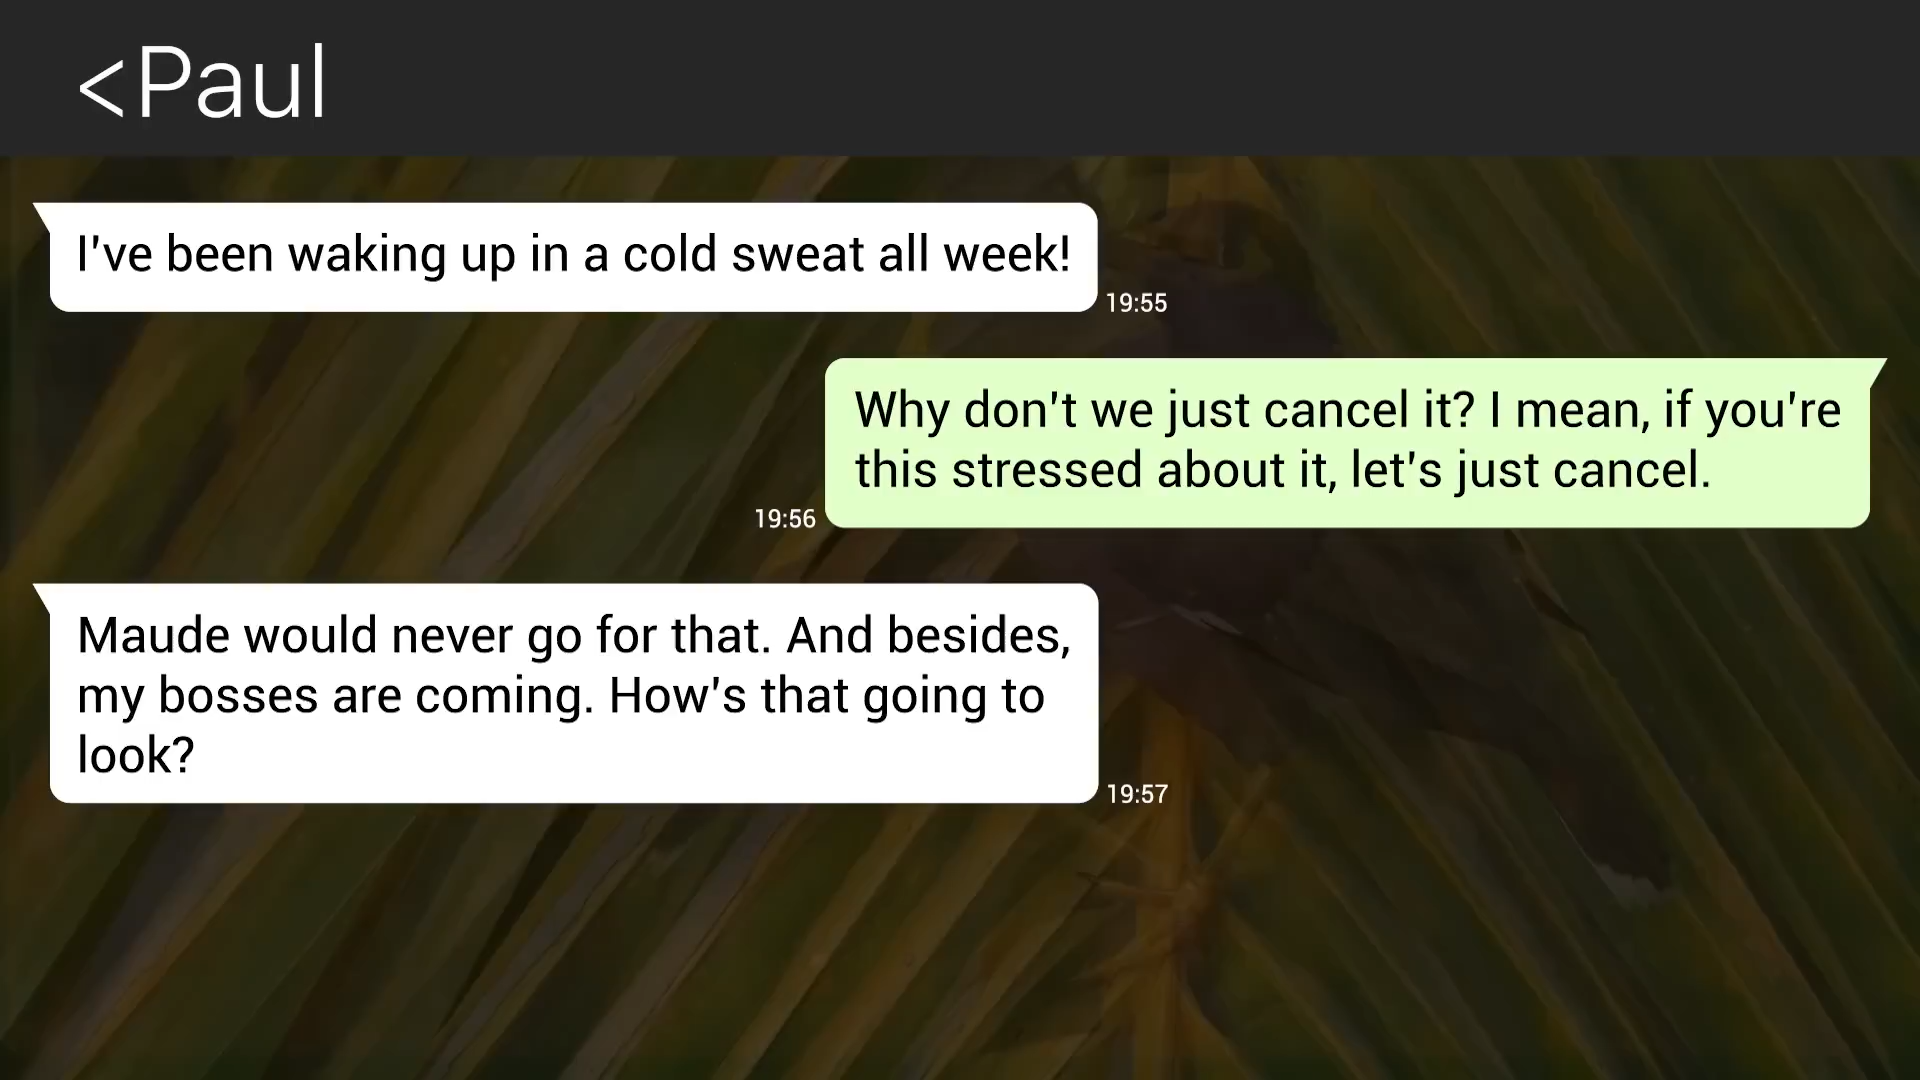 <Paul
I've been waking up in a cold sweat all week!
19:55
Why don't we just cancel it? I mean, if you're
this stressed about it, let's just cancel.
19:56
Maude would never go for that. And besides,
my bosses are coming. How's that going to
look?
19:57